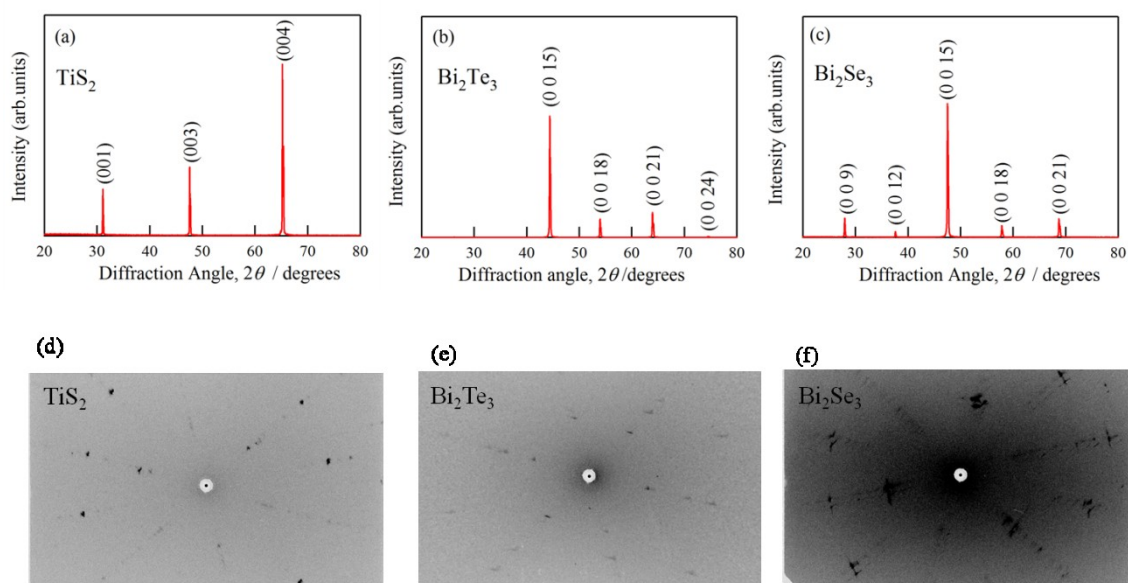 (a)
TiS₂
(001)
(003)
(004)
Intensity (arb.units)
20 30 40 50 60 70 80
Diffraction Angle, 2θ / degrees
(b)
Bi₂Te₃
(0 0 15)
(0 0 18)
(0 0 21)
(0 0 24)
Intensity (arb.units)
20 30 40 50 60 70 80
Diffraction angle, 2θ/degrees
(c)
Bi₂Se₃
(0 0 9)
(0 0 12)
(0 0 15)
(0 0 18)
(0 0 21)
Intensity (arb.units)
20 30 40 50 60 70 80
Diffraction Angle, 2θ / degrees
(d)
TiS₂
(e)
Bi₂Te₃
(f)
Bi₂Se₃